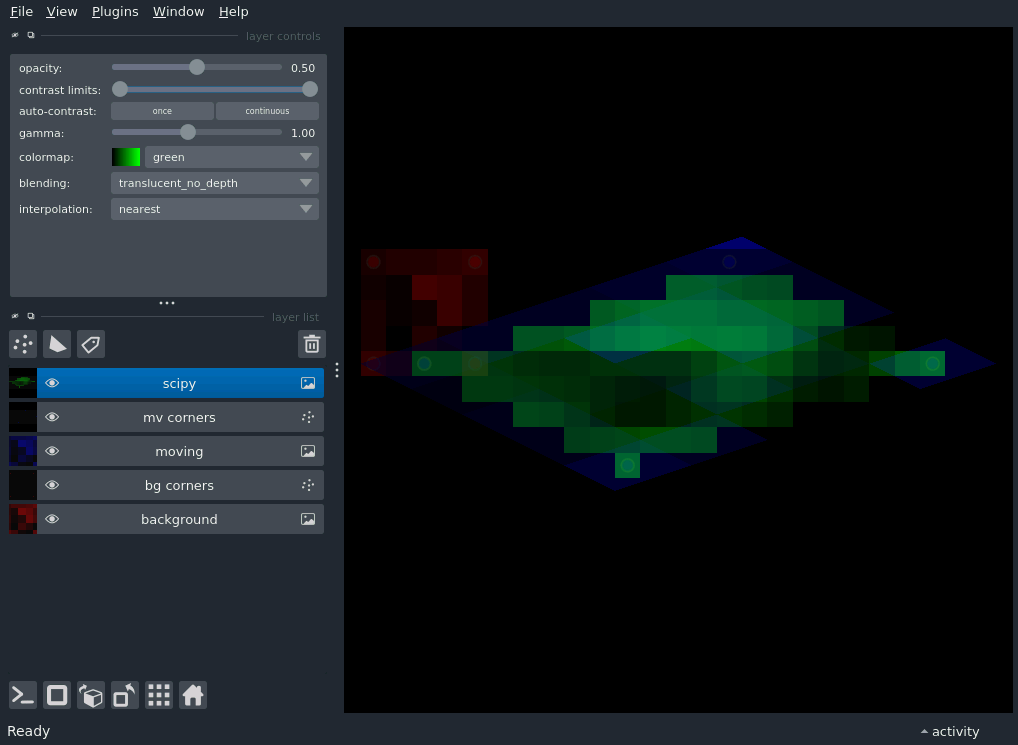 File View Plugins Window Help
layer controls
opacity: 0.50
contrast limits:
auto-contrast: once continuous
gamma: 1.00
colormap: green
blending: translucent_no_depth
interpolation: nearest
layer list
scipy
mv corners
moving
bg corners
background
Ready activity